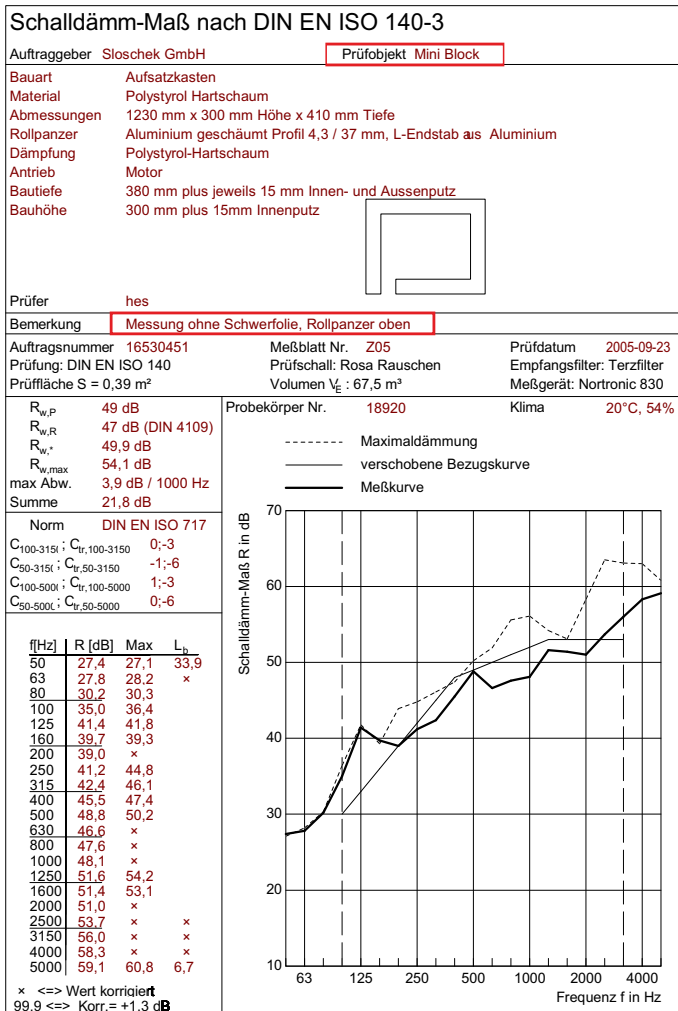 Schalldämm-Maß nach DIN EN ISO 140-3
Auftraggeber Sloschek GmbH Prüfobjekt Mini Block
Bauart Aufsatzkasten
Material Polystyrol Hartschaum
Abmessungen 1230 mm x 300 mm Höhe x 410 mm Tiefe
Rollpanzer Aluminium geschäumt Profil 4,3 / 37 mm, L-Endstab aus Aluminium
Dämpfung Polystyrol-Hartschaum
Antrieb Motor
Bautiefe 380 mm plus jeweils 15 mm Innen- und Aussenputz
Bauhöhe 300 mm plus 15mm Innenputz
Prüfer hes
Bemerkung Messung ohne Schwerfolie, Rollpanzer oben
Auftragsnummer 16530451 Meßblatt Nr. Z05 Prüfdatum 2005-09-23
Prüfung: DIN EN ISO 140 Prüfschall: Rosa Rauschen Empfangsfilter: Terzfilter
Prüffläche S = 0,39 m² Volumen VE : 67,5 m³ Meßgerät: Nortronic 830
Rw,P 49 dB
Rw,R 47 dB (DIN 4109)
Rw,* 49,9 dB
Rw,max 54,1 dB
max Abw. 3,9 dB / 1000 Hz
Summe 21,8 dB
Norm DIN EN ISO 717
C100-3150 ; Ctr,100-3150 0;-3
C50-3150 ; Ctr,50-3150 -1;-6
C100-5000 ; Ctr,100-5000 1;-3
C50-5000 ; Ctr,50-5000 0;-6
f[Hz] R [dB] Max Lb
50 27,4 27,1 33,9
63 27,8 28,2 ×
80 30,2 30,3
100 35,0 36,4
125 41,4 41,8
160 39,7 39,3
200 39,0 ×
250 41,2 44,8
315 42,4 46,1
400 45,5 47,4
500 48,8 50,2
630 46,6 ×
800 47,6 ×
1000 48,1 ×
1250 51,6 54,2
1600 51,4 53,1
2000 51,0 ×
2500 53,7 × ×
3150 56,0 × ×
4000 58,3 × ×
5000 59,1 60,8 6,7
× <=> Wert korrigiert
99,9 <=> Korr.= +1,3 dB
Probekörper Nr. 18920 Klima 20°C, 54%
Maximaldämmung
verschobene Bezugskurve
Meßkurve
Schalldämm-Maß R in dB
70
60
50
40
30
20
10
63 125 250 500 1000 2000 4000
Frequenz f in Hz